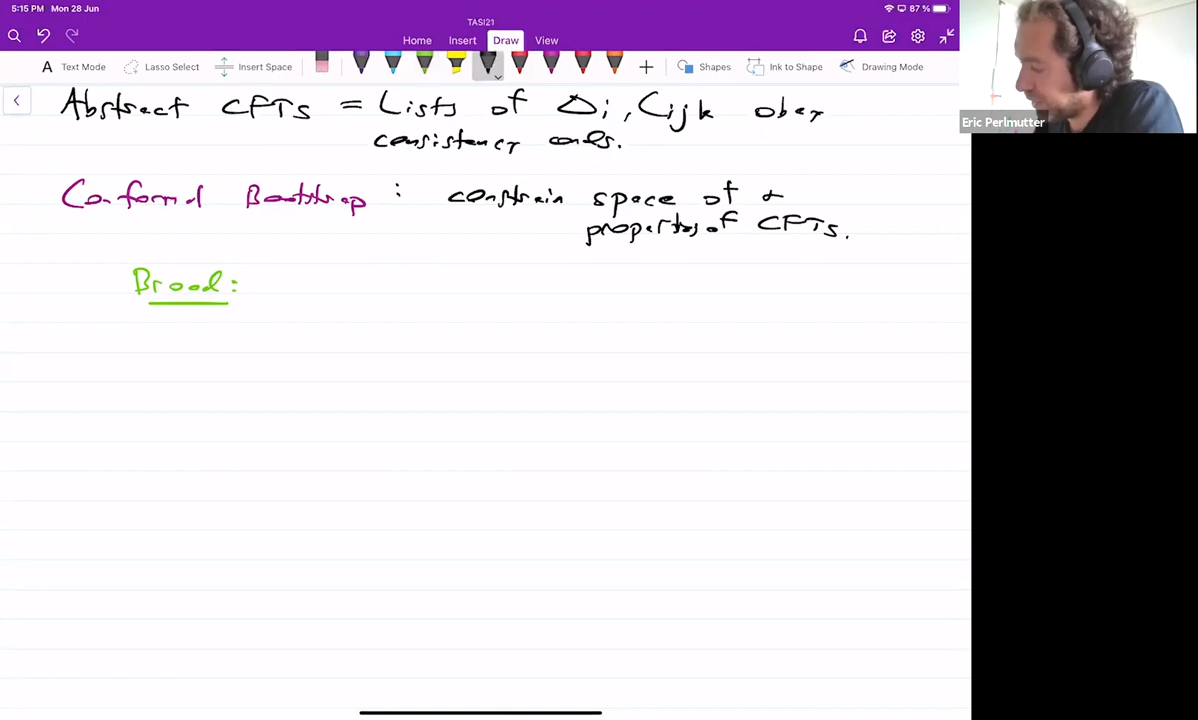 5:15 PM Mon 28 Jun
87 %
TASI21
Home Insert Draw View
Text Mode Lasso Select Insert Space Shapes Ink to Shape Drawing Mode
Abstract CFTs = Lists of Δi, Cijk obey
consistency conds.
Conformal Bootstrap : constrain space of &
properties of CFTs.
Broad:
Eric Perlmutter